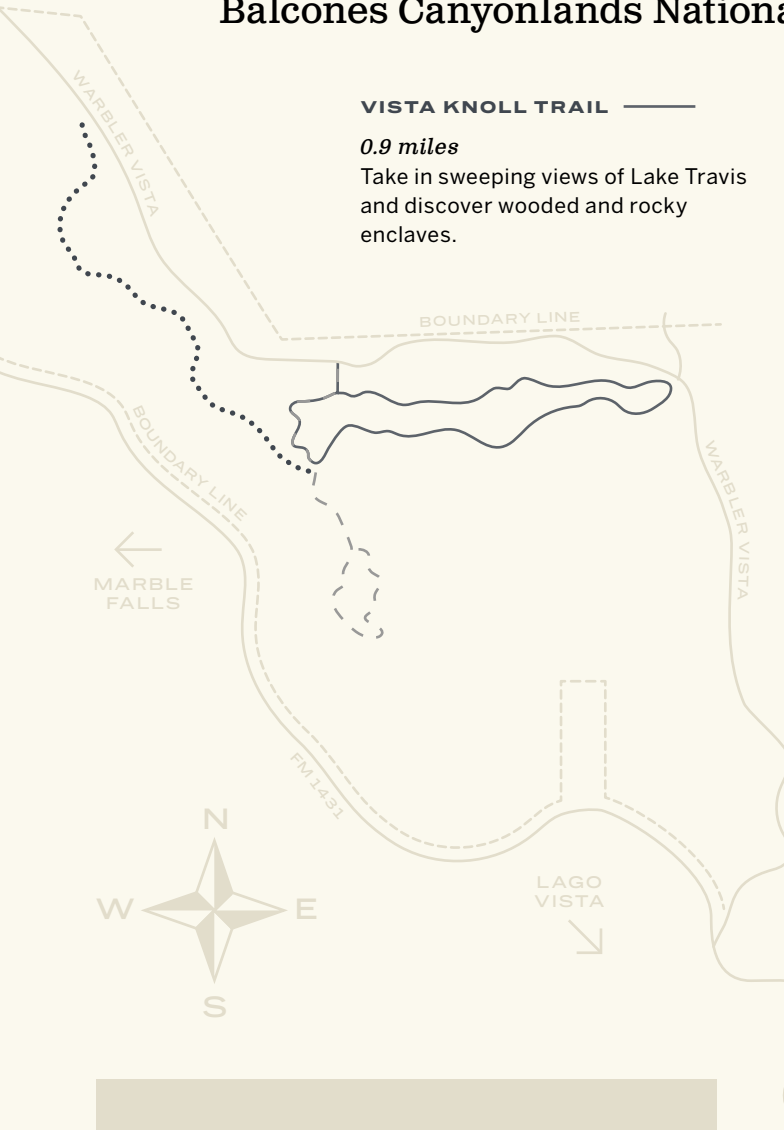 Balcones Canyonlands
VISTA KNOLL TRAIL
0.9 miles
Take in sweeping views of Lake Travis
and discover wooded and rocky
enclaves.
WARBLER VISTA
BOUNDARY LINE
BOUNDARY LINE
WARBLER VISTA
MARBLE
FALLS
FM 1431
N
W
E
S
LAGO
VISTA